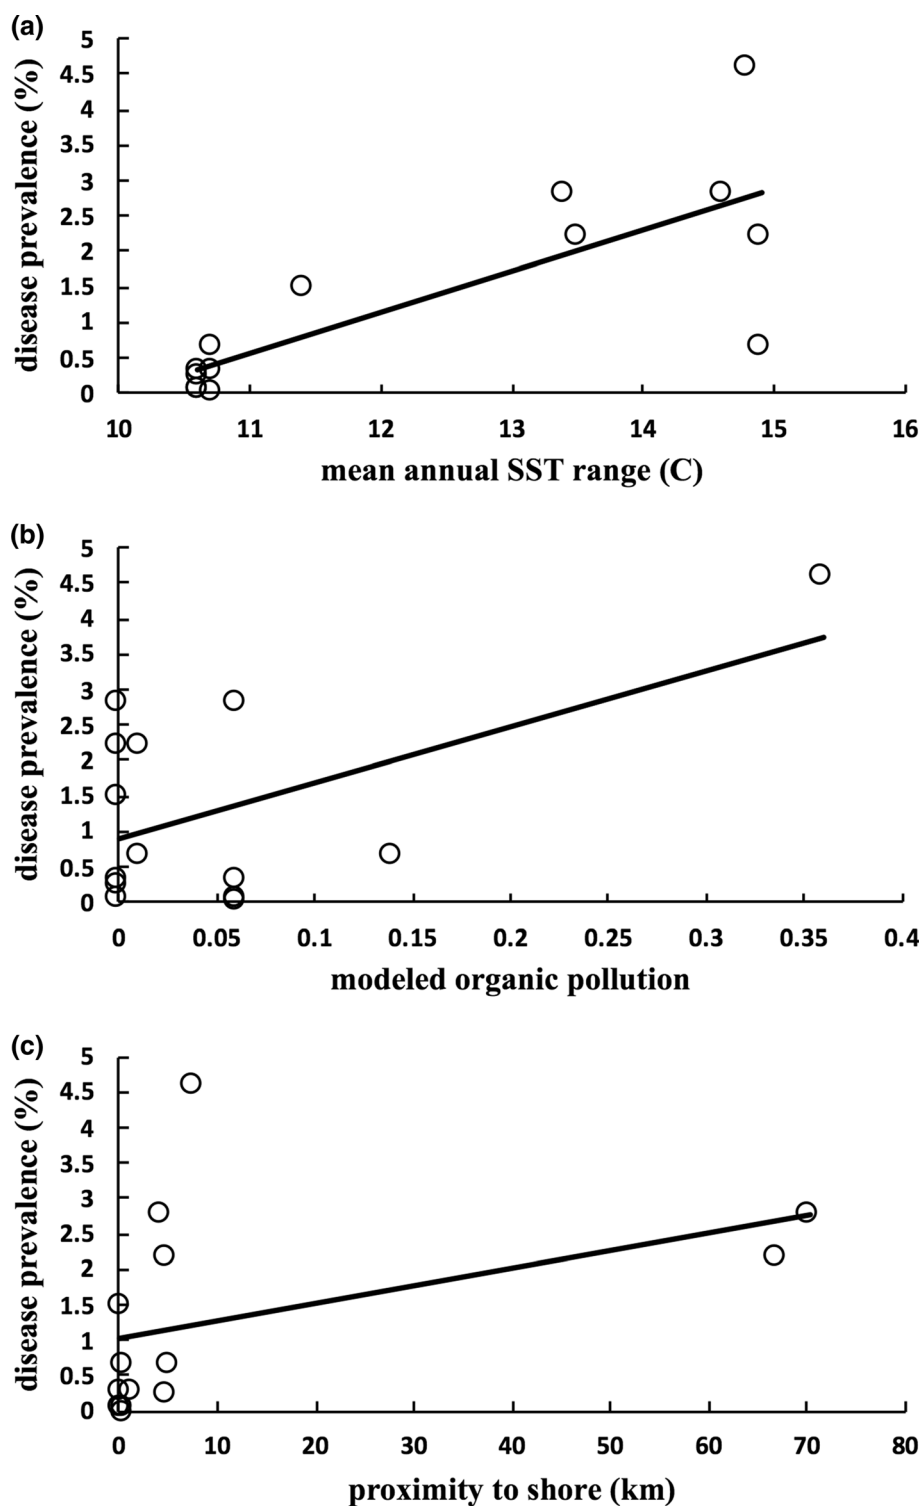 (a)
disease prevalence (%)
5
4.5
4
3.5
3
2.5
2
1.5
1
0.5
0
10 11 12 13 14 15 16
mean annual SST range (C)
(b)
disease prevalence (%)
5
4.5
4
3.5
3
2.5
2
1.5
1
0.5
0
0 0.05 0.1 0.15 0.2 0.25 0.3 0.35 0.4
modeled organic pollution
(c)
disease prevalence (%)
5
4.5
4
3.5
3
2.5
2
1.5
1
0.5
0
0 10 20 30 40 50 60 70 80
proximity to shore (km)